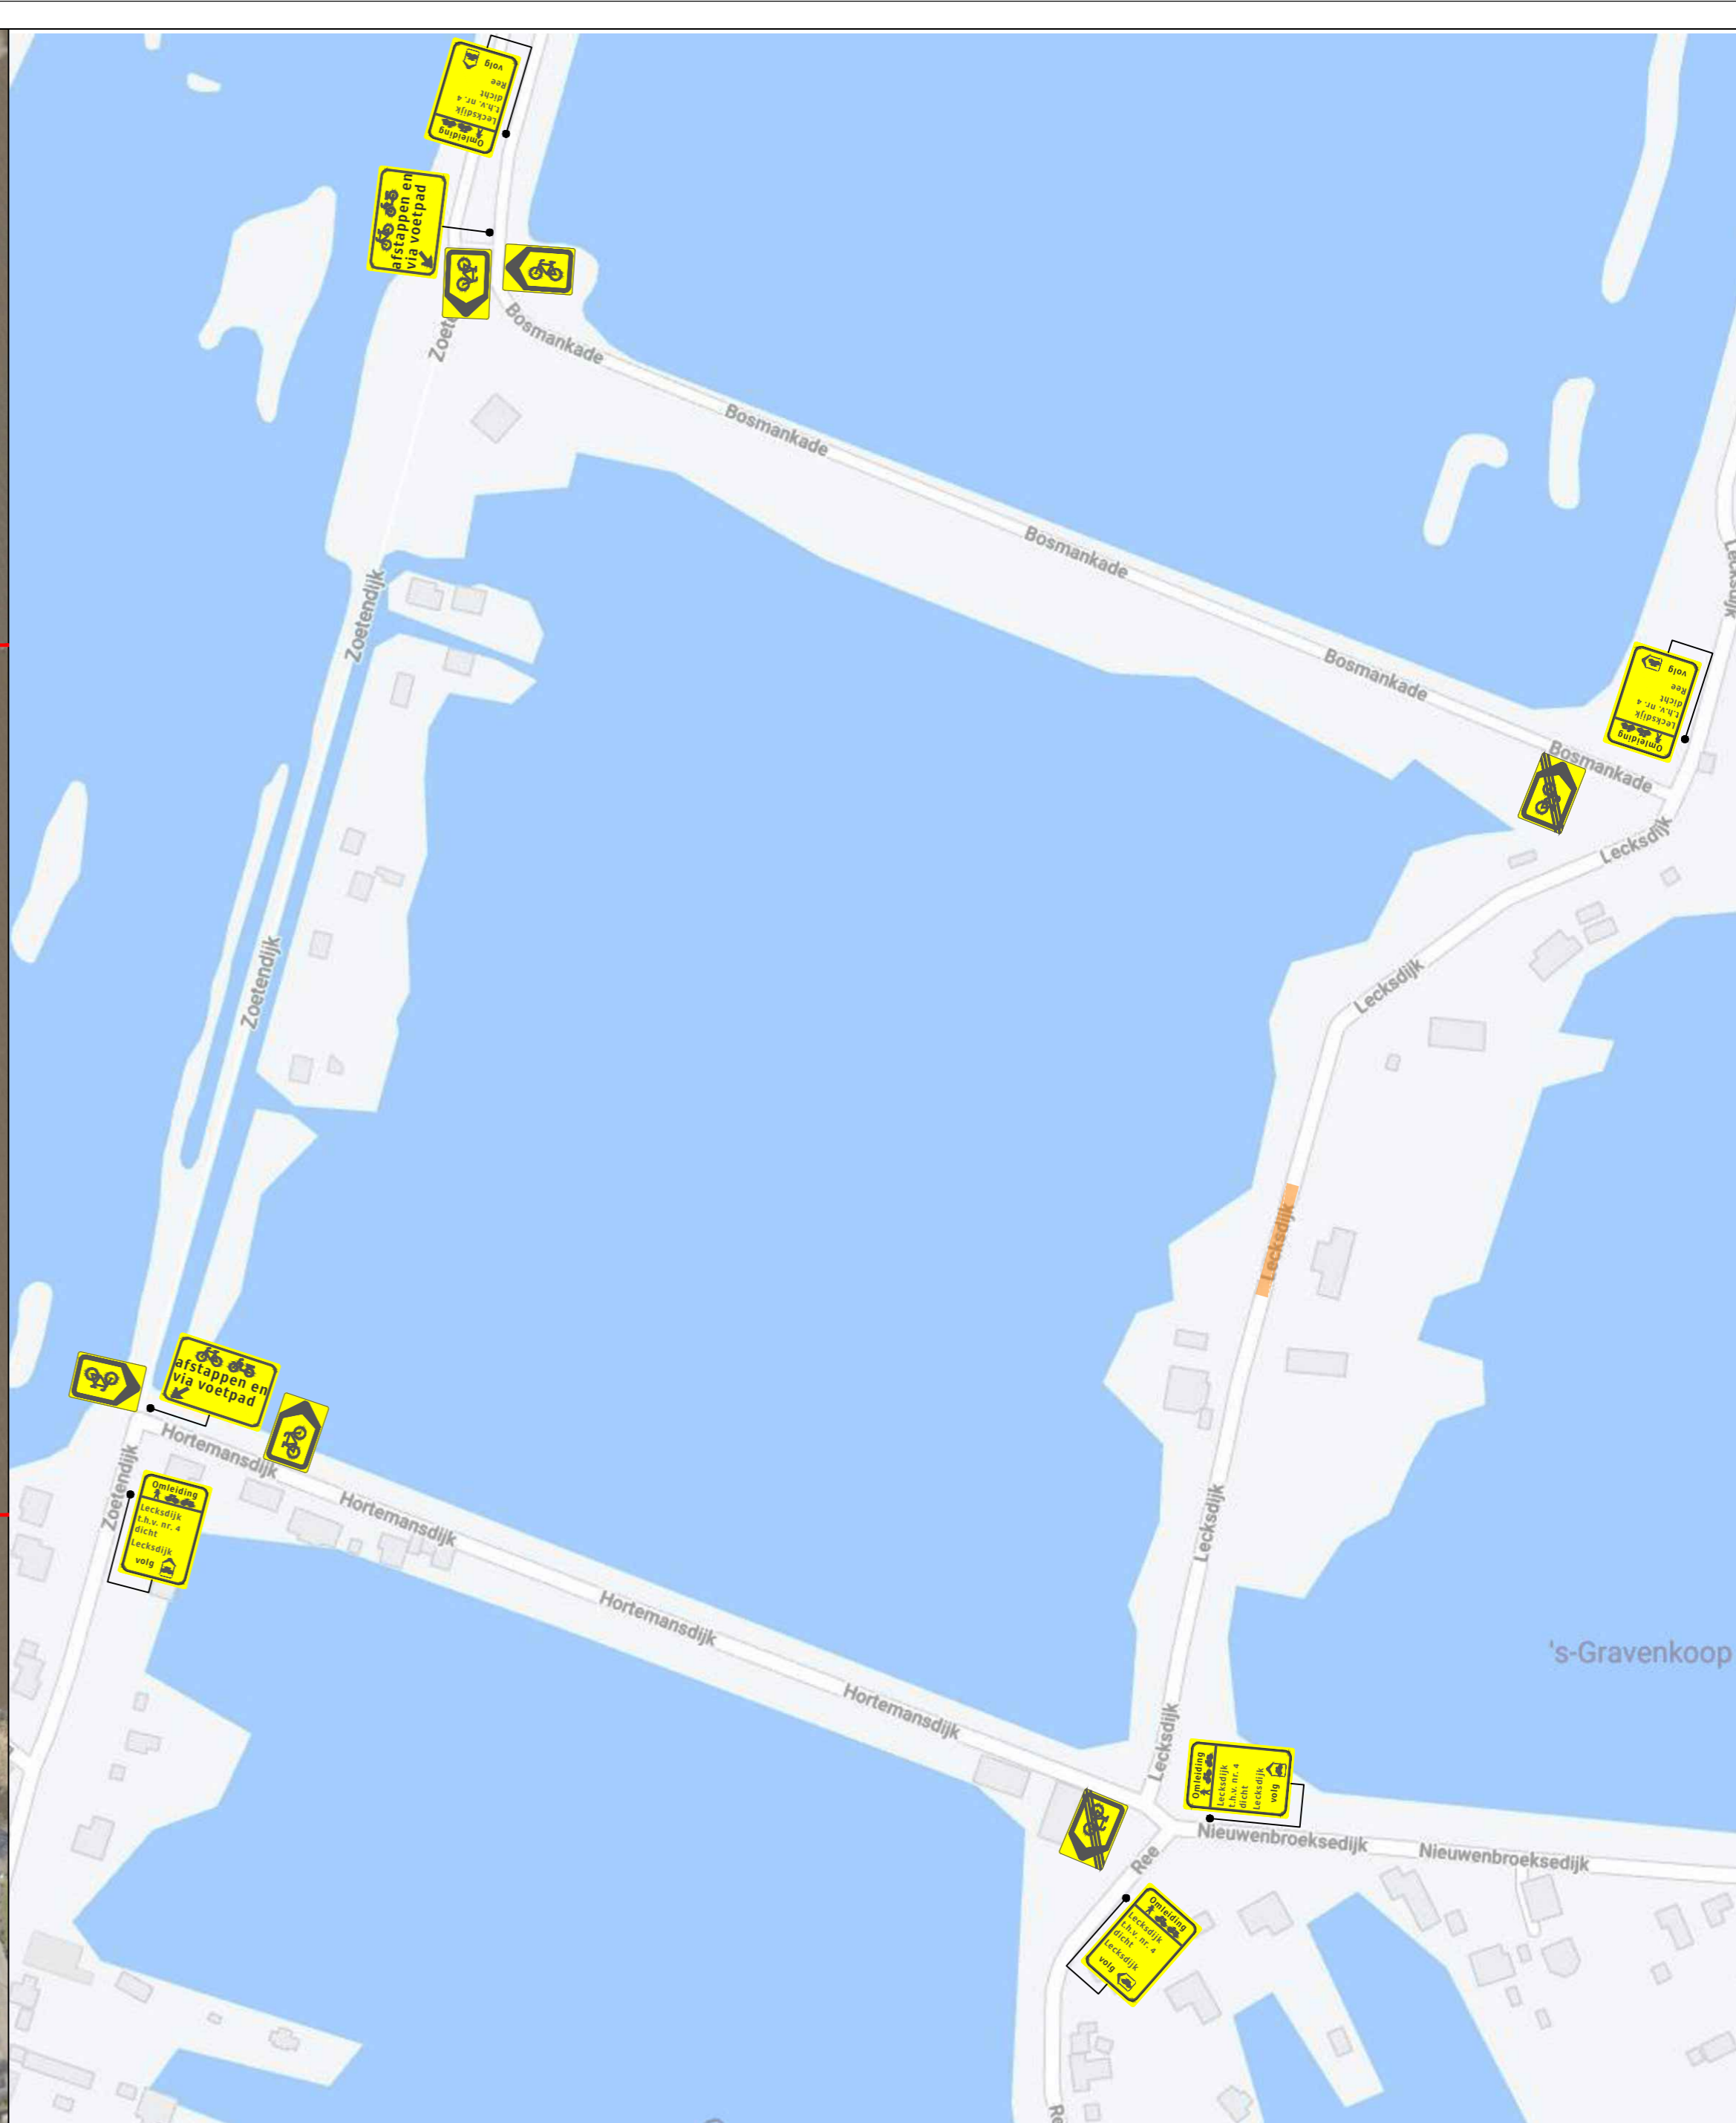 Omleiding
Lecksdijk
t.h.v. nr. 4
dicht
Ree
volg
afstappen en
via voetpad
Zoete
Bosmankade
Bosmankade
Bosmankade
Bosmankade
Bosmankade
Lecksdijk
Omleiding
Lecksdijk
t.h.v. nr. 4
dicht
Ree
volg
Lecksdijk
Lecksdijk
Lecksdijk
Lecksdijk
Lecksdijk
Zoetendijk
Zoetendijk
Zoetendijk
afstappen en
via voetpad
Omleiding
Lecksdijk
t.h.v. nr. 4
dicht
Lecksdijk
volg
Hortemansdijk
Hortemansdijk
Hortemansdijk
Hortemansdijk
's-Gravenkoop
Omleiding
Lecksdijk
t.h.v. nr. 4
dicht
Lecksdijk
volg
Nieuwenbroeksedijk
Nieuwenbroeksedijk
Ree
Omleiding
Lecksdijk
t.h.v. nr. 4
dicht
Lecksdijk
volg
Re